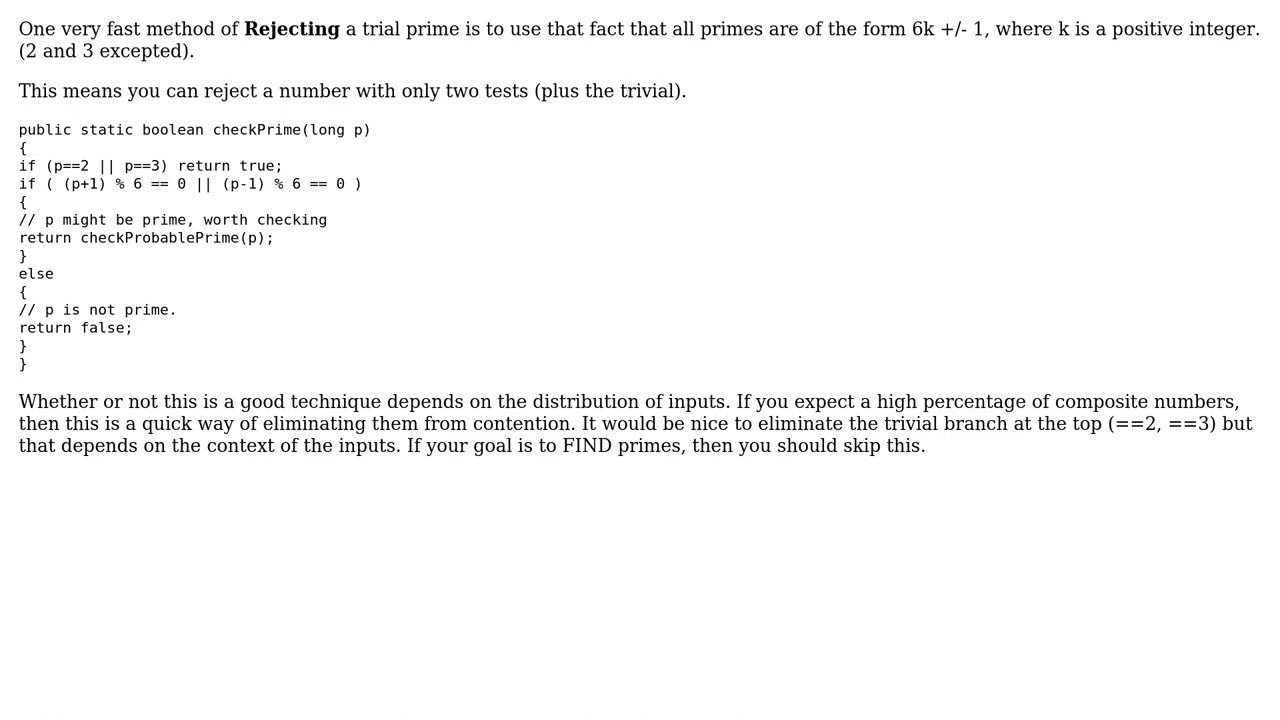 One very fast method of Rejecting a trial prime is to use that fact that all primes are of the form 6k +/- 1, where k is a positive integer.
(2 and 3 excepted).
This means you can reject a number with only two tests (plus the trivial).
public static boolean checkPrime(long p)
{
if (p==2 || p==3) return true;
if ( (p+1) % 6 == 0 || (p-1) % 6 == 0 )
{
// p might be prime, worth checking
return checkProbablePrime(p);
}
else
{
// p is not prime.
return false;
}
}
Whether or not this is a good technique depends on the distribution of inputs. If you expect a high percentage of composite numbers,
then this is a quick way of eliminating them from contention. It would be nice to eliminate the trivial branch at the top (==2, ==3) but
that depends on the context of the inputs. If your goal is to FIND primes, then you should skip this.